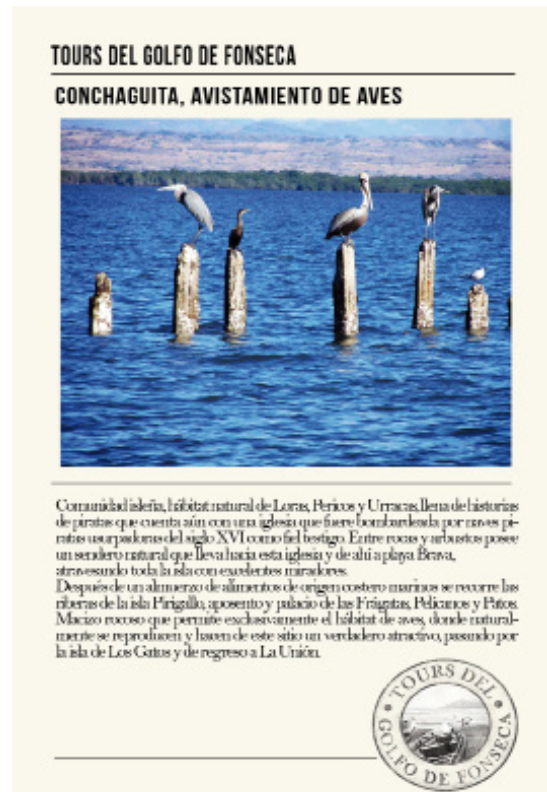 TOURS DEL GOLFO DE FONSECA
CONCHAGUITA, AVISTAMIENTO DE AVES
Comunidad isleña, hábitat natural de Loras, Pericos y Urracas, llena de historias
de piratas que cuenta aún con una iglesia que fuere bombardeada por naves pi-
ratas usurpadoras del siglo XVI como fiel testigo. Entre rocas y arbustos posee
un sendero natural que lleva hacia esta iglesia y de ahí a playa Brava,
atravesando toda la isla con excelentes miradores.
Después de un almuerzo de alimentos de origen costero marinos se recorre las
riberas de la isla Pirigallo, aposento y palacio de las Frágatas, Pelicanos y Patos.
Macizo rocoso que permite exclusivamente el hábitat de aves, donde natural-
mente se reproducen y hacen de este sitio un verdadero atractivo, pasando por
la isla de Los Gatos y de regreso a La Unión.
TOURS DEL
GOLFO DE FONSECA